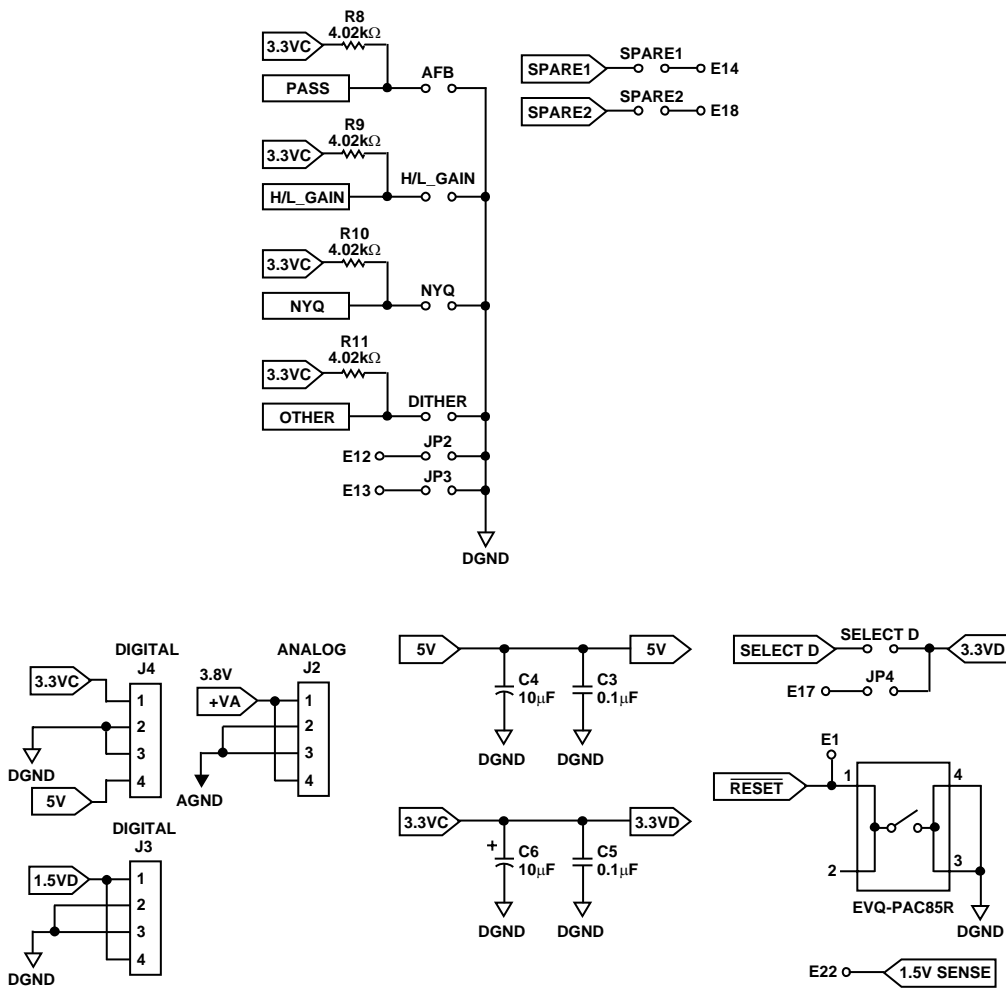 R8
4.02kΩ
3.3VC
PASS
AFB
R9
4.02kΩ
3.3VC
H/L_GAIN
H/L_GAIN
R10
4.02kΩ
3.3VC
NYQ
NYQ
R11
4.02kΩ
3.3VC
OTHER
DITHER
E12
JP2
E13
JP3
DGND
SPARE1
SPARE1
E14
SPARE2
SPARE2
E18
DIGITAL
J4
3.3VC
1
2
3
4
DGND
5V
3.8V
+VA
ANALOG
J2
1
2
3
4
AGND
DIGITAL
J3
1.5VD
1
2
3
4
DGND
5V
5V
C4
10μF
C3
0.1μF
DGND
DGND
3.3VC
3.3VD
+
C6
10μF
C5
0.1μF
DGND
DGND
SELECT D
SELECT D
3.3VD
E17
JP4
E1
RESET
1
4
2
3
EVQ-PAC85R
DGND
E22
1.5V SENSE